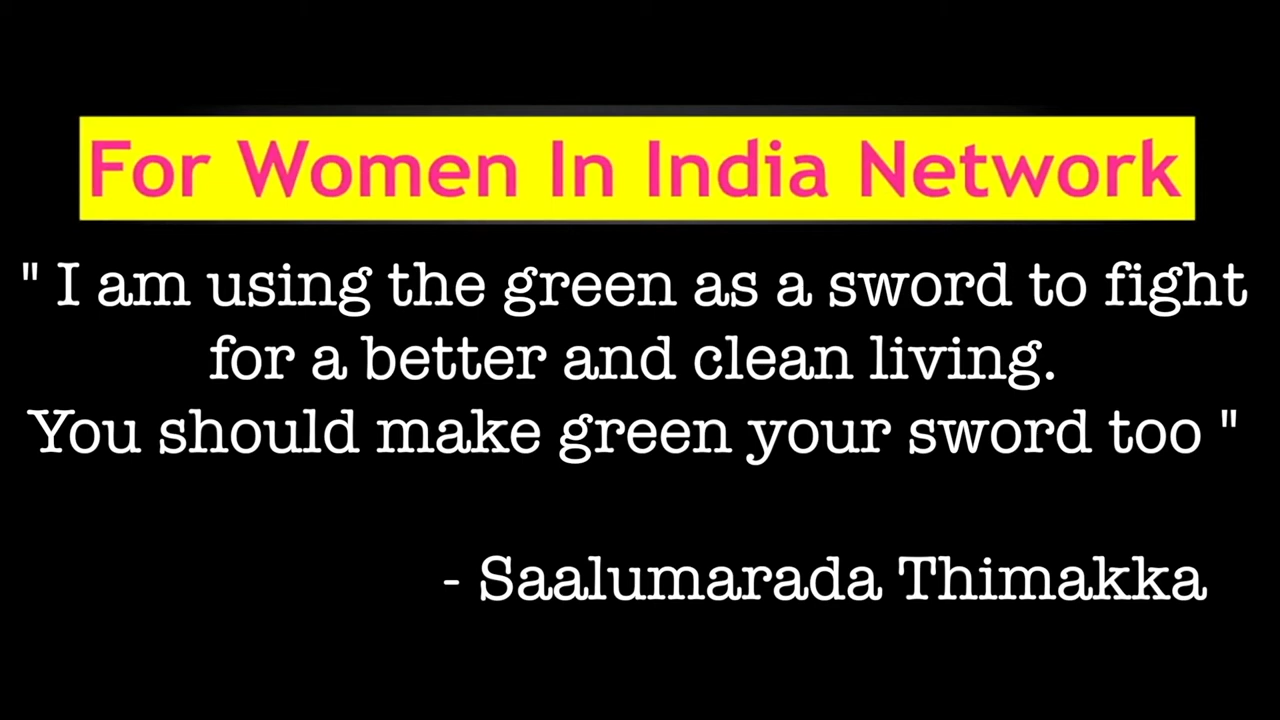 For Women In India Network
" I am using the green as a sword to fight
for a better and clean living.
You should make green your sword too "
- Saalumarada Thimakka